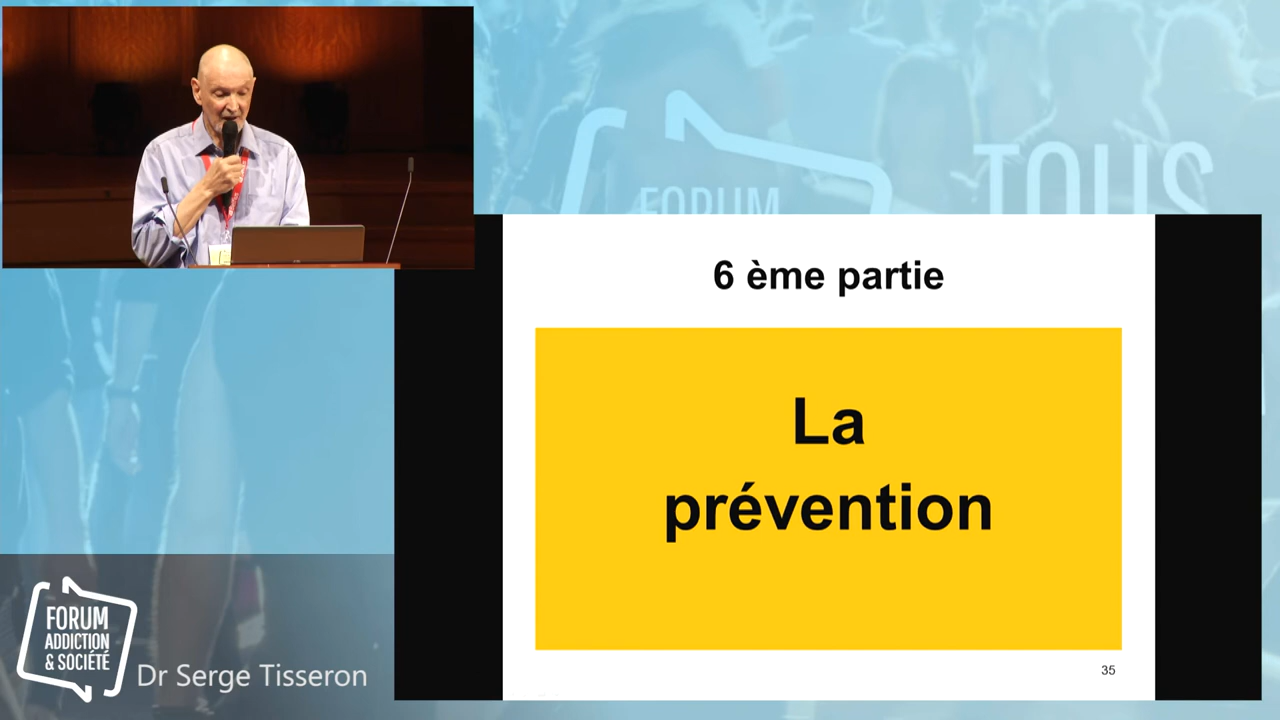 FORUM
TOUS
6 ème partie
La
prévention
35
FORUM
ADDICTION
& SOCIÉTÉ
Dr Serge Tisseron